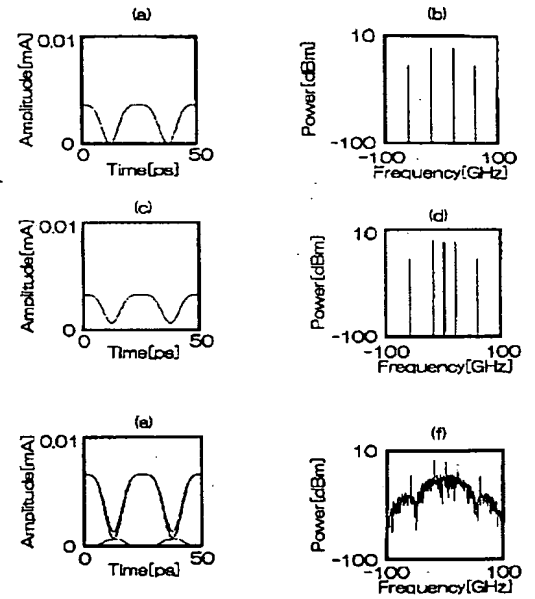 (a)
0.01
Amplitude[mA]
0
0
50
Time[ps]
(b)
10
Power[dBm]
-100
-100
100
Frequency[GHz]
(c)
0.01
Amplitude[mA]
0
0
50
Time[ps]
(d)
10
Power[dBm]
-100
-100
100
Frequency[GHz]
(e)
0.01
Amplitude[mA]
0
0
50
Time[ps]
(f)
10
Power[dBm]
-100
-100
100
Frequency[GHz]